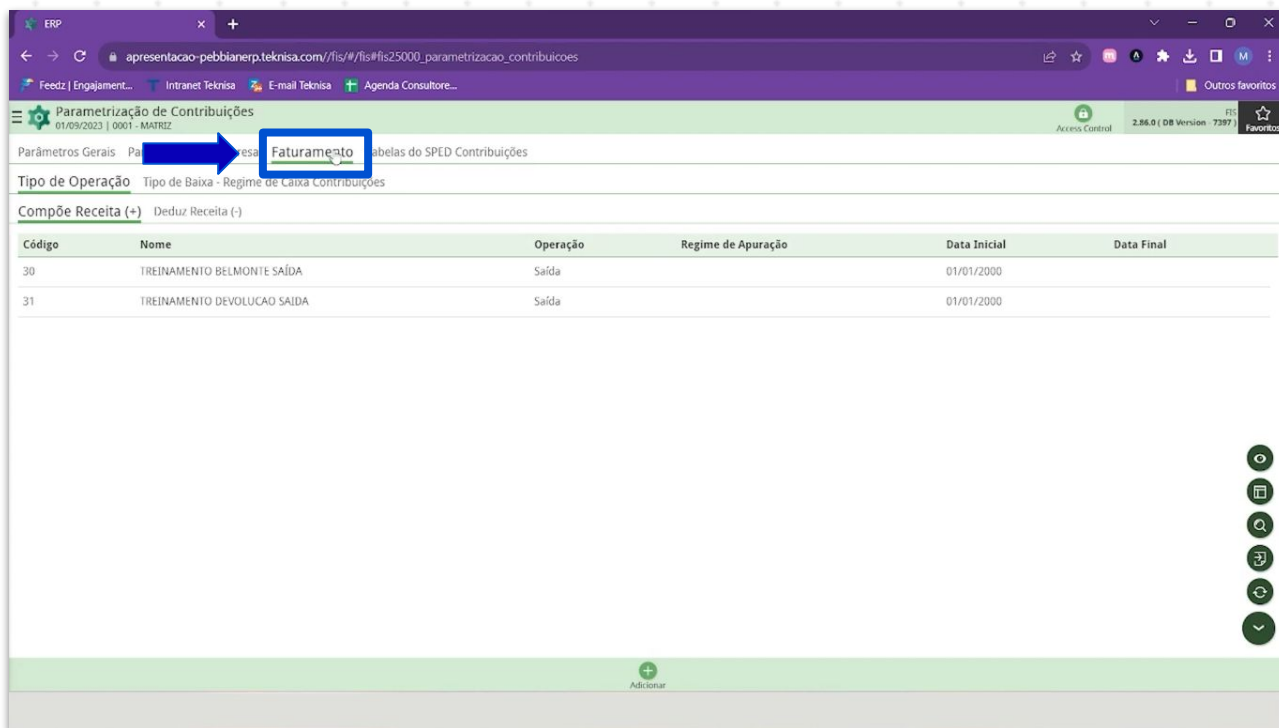 ERP
apresentacao-pebbianerp.teknisa.com//fis/#/fis#fis25000_parametrizacao_contribuicoes
Feedz | Engajament... Intranet Teknisa E-mail Teknisa Agenda Consultore... Outros favoritos
Parametrização de Contribuições
01/09/2023 | 0001 - MATRIZ
Access Control
FIS
2.86.0 ( DB Version - 7397 )
Favoritos
Parâmetros Gerais Faturamento do SPED Contribuições
Tipo de Operação Tipo de Baixa - Regime de Caixa Contribuições
Compõe Receita (+) Deduz Receita (-)
Código Nome Operação Regime de Apuração Data Inicial Data Final
30 TREINAMENTO BELMONTE SAÍDA Saída 01/01/2000
31 TREINAMENTO DEVOLUCAO SAIDA Saída 01/01/2000
Adicionar